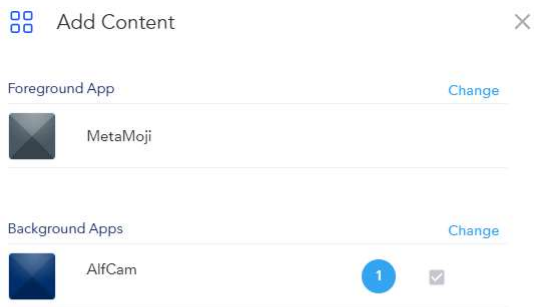 Add Content
Foreground App Change
MetaMoji
Background Apps Change
AlfCam 1